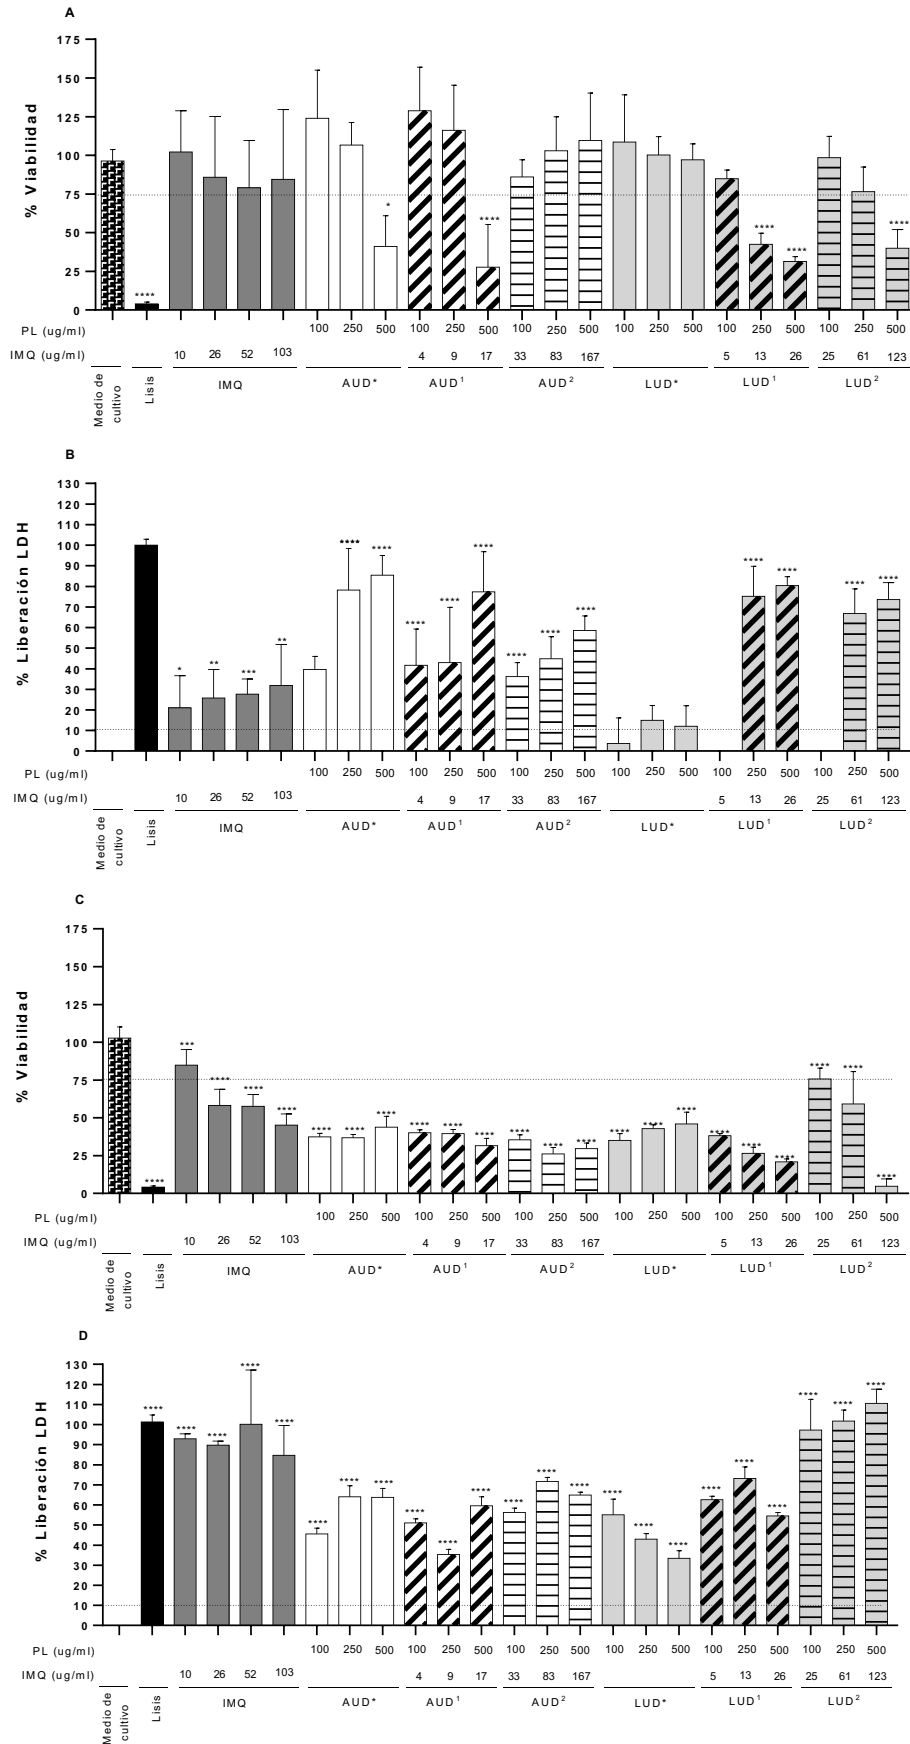 A
175
150
125
100
75
50
25
0
% Viabilidad
****
*
****
****
****
****
PL (ug/ml) 100 250 500 100 250 500 100 250 500 100 250 500 100 250 500 100 250 500
IMQ (ug/ml) 10 26 52 103 4 9 17 33 83 167 5 13 26 25 61 123
Medio de cultivo
Lisis
IMQ AUD* AUD¹ AUD² LUD* LUD¹ LUD²
B
130
120
110
100
90
80
70
60
50
40
30
20
10
0
% Liberación LDH
* ** *** ** **** **** **** **** **** **** **** **** **** **** **** ****
PL (ug/ml) 100 250 500 100 250 500 100 250 500 100 250 500 100 250 500 100 250 500
IMQ (ug/ml) 10 26 52 103 4 9 17 33 83 167 5 13 26 25 61 123
Medio de cultivo
Lisis
IMQ AUD* AUD¹ AUD² LUD* LUD¹ LUD²
C
175
150
125
100
75
50
25
0
% Viabilidad
**** *** **** **** **** **** **** **** **** **** **** **** **** **** **** **** **** **** **** **** **** **** ****
PL (ug/ml) 100 250 500 100 250 500 100 250 500 100 250 500 100 250 500 100 250 500
IMQ (ug/ml) 10 26 52 103 4 9 17 33 83 167 5 13 26 25 61 123
Medio de cultivo
Lisis
IMQ AUD* AUD¹ AUD² LUD* LUD¹ LUD²
D
130
120
110
100
90
80
70
60
50
40
30
20
10
0
% Liberación LDH
**** **** **** **** **** **** **** **** **** **** **** **** **** **** **** **** **** **** **** **** **** **** ****
PL (ug/ml) 100 250 500 100 250 500 100 250 500 100 250 500 100 250 500 100 250 500
IMQ (ug/ml) 10 26 52 103 4 9 17 33 83 167 5 13 26 25 61 123
Medio de cultivo
Lisis
IMQ AUD* AUD¹ AUD² LUD* LUD¹ LUD²